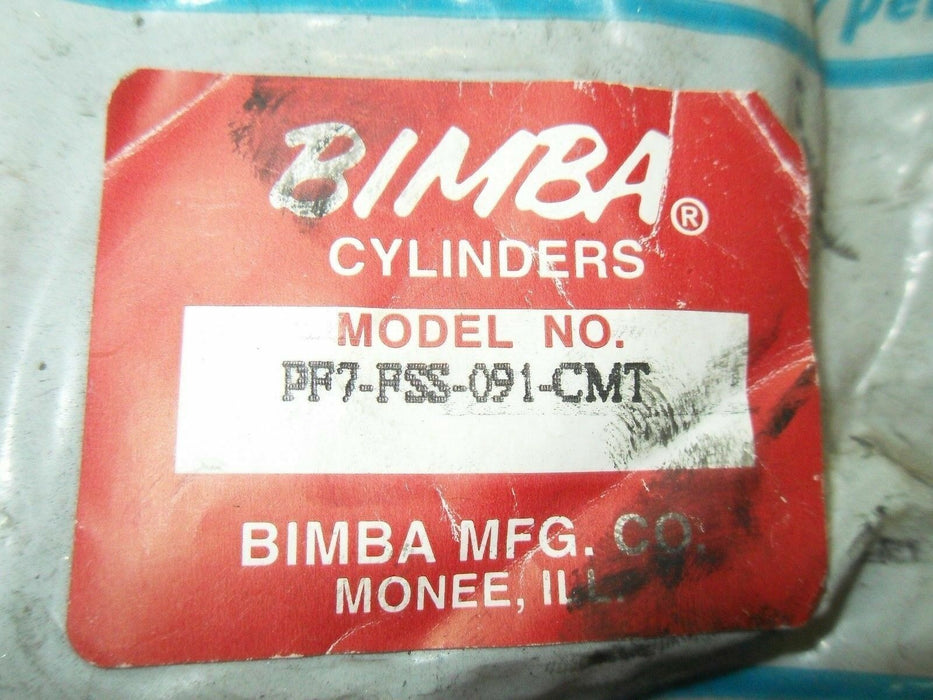 BIMBA®
CYLINDERS
MODEL NO.
PF7-FSS-091-CMT
BIMBA MFG. CO.
MONEE, ILL.